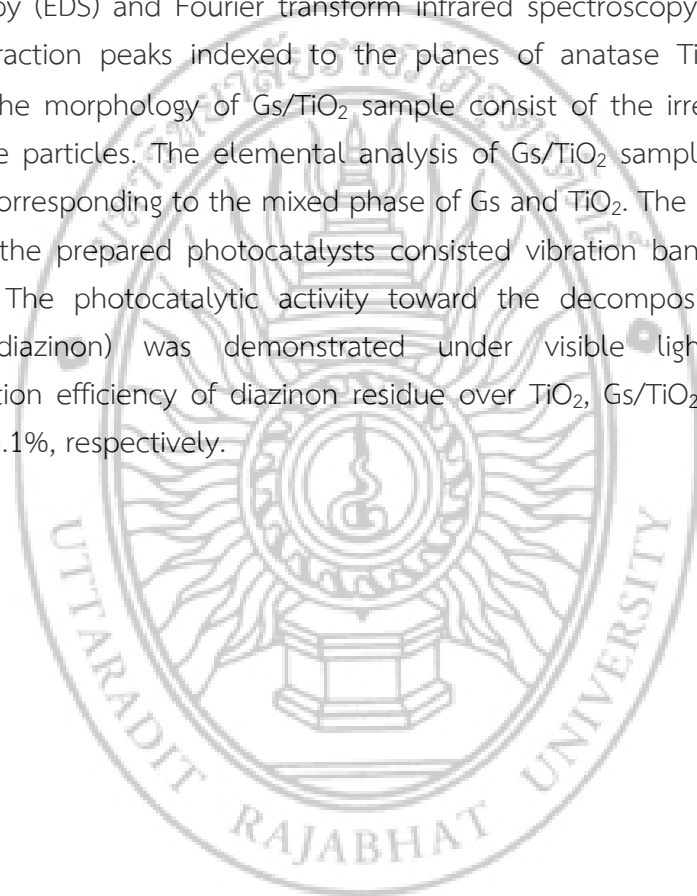 py (EDS) and Fourier transform infrared spectroscopy
raction peaks indexed to the planes of anatase Ti
he morphology of Gs/TiO₂ sample consist of the irre
e particles. The elemental analysis of Gs/TiO₂ sampl
orresponding to the mixed phase of Gs and TiO₂. The
the prepared photocatalysts consisted vibration ban
The photocatalytic activity toward the decompos
diazinon) was demonstrated under visible ligh
tion efficiency of diazinon residue over TiO₂, Gs/TiO₂
.1%, respectively.
UTTARADIT RAJABHAT UNIVERSITY